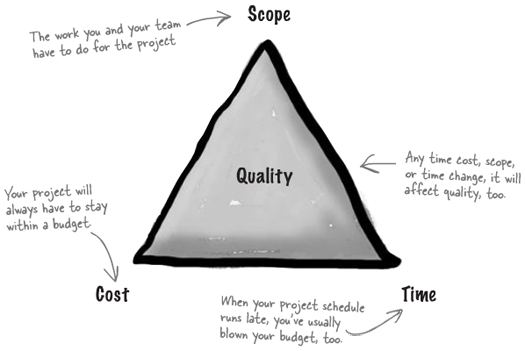 Scope
The work you and your team
have to do for the project
Quality
Any time cost, scope,
or time change, it will
affect quality, too.
Your project will
always have to stay
within a budget
Cost
Time
When your project schedule
runs late, you've usually
blown your budget, too.